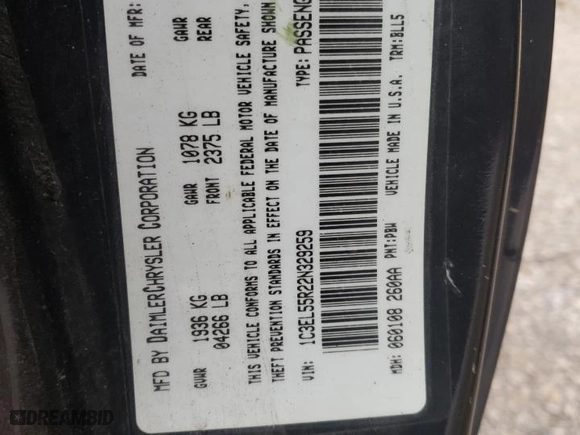 MFD BY DAIMLERCHRYSLER CORPORATION
DATE OF MFR:
GVWR
1936 KG
04266 LB
GAWR
FRONT
1078 KG
2375 LB
GAWR
REAR
THIS VEHICLE CONFORMS TO ALL APPLICABLE FEDERAL MOTOR VEHICLE SAFETY,
THEFT PREVENTION STANDARDS IN EFFECT ON THE DATE OF MANUFACTURE SHOWN
VIN: 1C3EL55R22N329259
TYPE: PASSENG
MDH: 060108 260AA
PNT:PBW
VEHICLE MADE IN U.S.A.
TRM:BLL5
DREAMBID